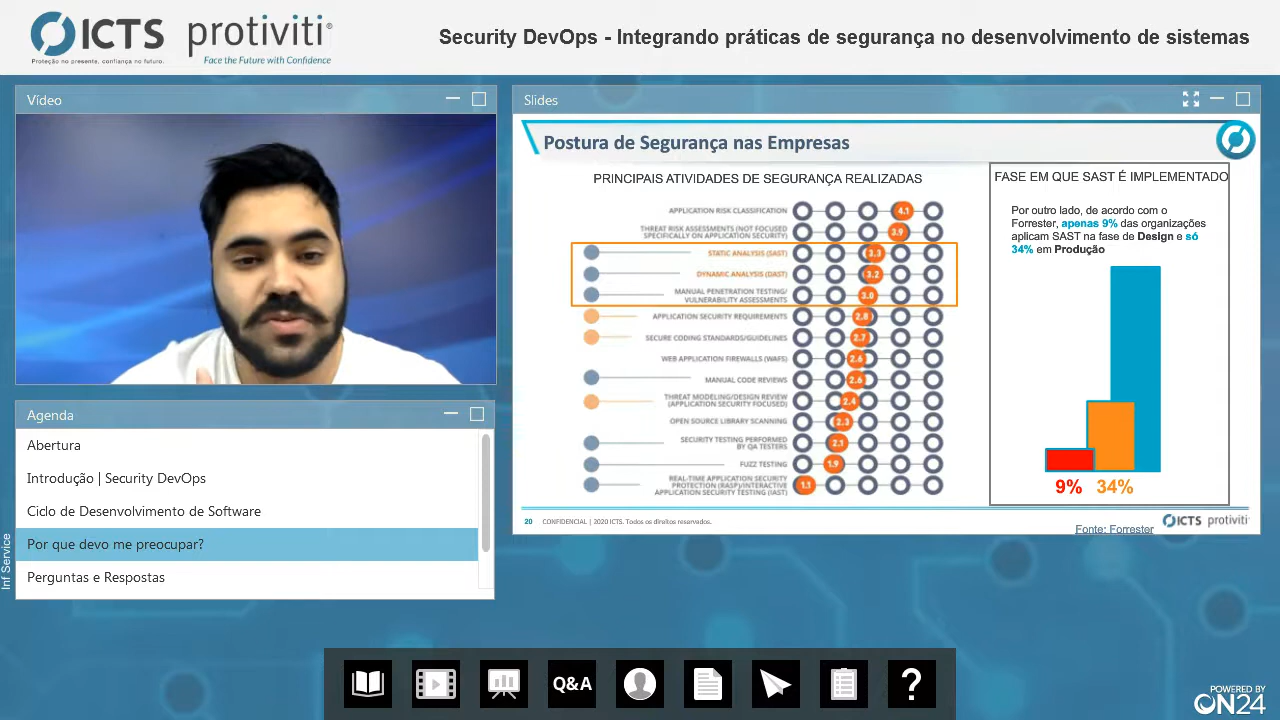 ICTS
Proteção no presente, confiança no futuro.
protiviti®
Face the Future with Confidence
Security DevOps - Integrando práticas de segurança no desenvolvimento de sistemas
Vídeo
Slides
Postura de Segurança nas Empresas
PRINCIPAIS ATIVIDADES DE SEGURANÇA REALIZADAS
APPLICATION RISK CLASSIFICATION
4.1
THREAT RISK ASSESSMENTS (NOT FOCUSED
SPECIFICALLY ON APPLICATION SECURITY)
3.9
STATIC ANALYSIS (SAST)
3.3
DYNAMIC ANALYSIS (DAST)
3.2
MANUAL PENETRATION TESTING/
VULNERABILITY ASSESSMENTS
3.0
APPLICATION SECURITY REQUIREMENTS
2.8
SECURE CODING STANDARDS/GUIDELINES
2.7
WEB APPLICATION FIREWALLS (WAFS)
2.6
MANUAL CODE REVIEWS
2.6
THREAT MODELING/DESIGN REVIEW
(APPLICATION SECURITY FOCUSED)
2.4
OPEN SOURCE LIBRARY SCANNING
2.3
SECURITY TESTING PERFORMED
BY QA TESTERS
2.1
FUZZ TESTING
1.9
REAL-TIME APPLICATION SECURITY
PROTECTION (RASP)/INTERACTIVE
APPLICATION SECURITY TESTING (IAST)
1.1
FASE EM QUE SAST É IMPLEMENTADO
Por outro lado, de acordo com o
Forrester, apenas 9% das organizações
aplicam SAST na fase de Design e só
34% em Produção
9% 34%
Fonte: Forrester
20 CONFIDENCIAL | 2020 ICTS. Todos os direitos reservados.
ICTS protiviti
Agenda
Abertura
Introdução | Security DevOps
Ciclo de Desenvolvimento de Software
Por que devo me preocupar?
Perguntas e Respostas
Inf Service
Q&A
?
POWERED BY
ON24